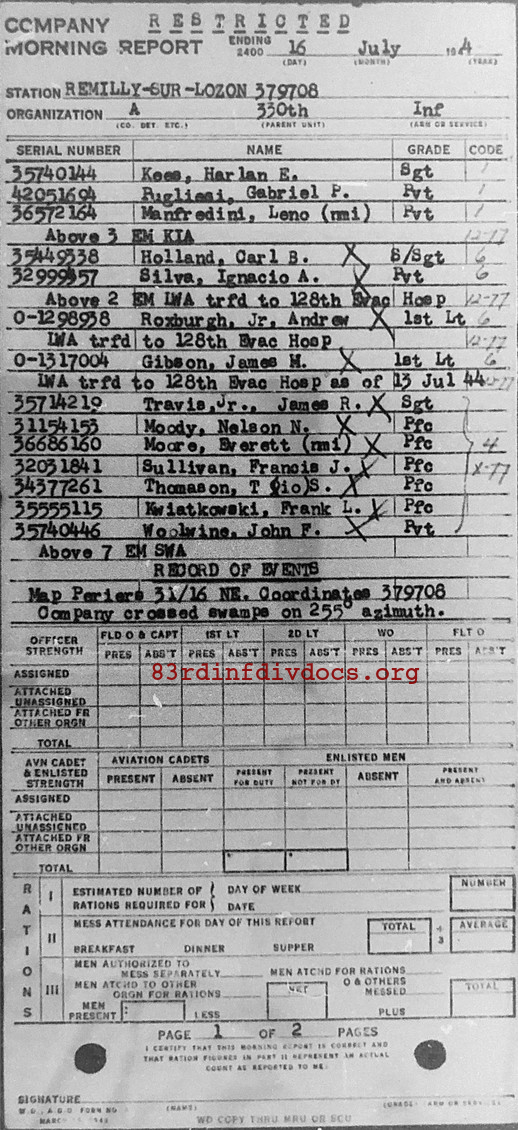 COMPANY RESTRICTED
MORNING REPORT ENDING 2400 16 July 1944
(DAY) (MONTH) (YEAR)
STATION REMILLY-SUR-LOZON 379708
ORGANIZATION A 330th Inf
(CO. DET. ETC.) (PARENT UNIT) (ARM OR SERVICE)
SERIAL NUMBER NAME GRADE CODE
35740144 Kees, Harlan E. Sgt 1
42051694 Pugliesi, Gabriel P. Pvt 1
36572164 Manfredini, Leno (nmi) Pvt 1
Above 3 EM KIA 12-77
35449338 Holland, Carl B. X S/Sgt 6
32999457 Silva, Ignacio A. X Pvt 6
Above 2 EM LWA trfd to 128th Evac Hosp 12-77
O-1298938 Roxburgh, Jr, Andrew X 1st Lt 6
LWA trfd to 128th Evac Hosp 12-77
O-1317004 Gibson, James M. X 1st Lt 6
LWA trfd to 128th Evac Hosp as of 13 Jul 44
35714219 Travis, Jr., James R. X Sgt
31154153 Moody, Nelson N. X Pfc
36686160 Moore, Everett (nmi) X Pfc 4
32031841 Sullivan, Francis J. X Pfc X-77
34377261 Thomason, T (io) S. X Pfc
35555115 Kwiatkowski, Frank L. X Pfc
35740446 Woolwine, John F. X Pvt
Above 7 EM SWA
RECORD OF EVENTS
Map Periers 31/16 NE. Coordinates 379708
Company crossed swamps on 255° azimuth.
OFFICER STRENGTH FLD O & CAPT 1ST LT 2D LT WO FLT O
PRES ABS'T PRES ABS'T PRES ABS'T PRES ABS'T PRES ABS'T
ASSIGNED
83rdinfdivdocs.org
ATTACHED UNASSIGNED
ATTACHED FR OTHER ORGN
TOTAL
AVN CADET & ENLISTED STRENGTH AVIATION CADETS ENLISTED MEN
PRESENT ABSENT PRESENT FOR DUTY PRESENT NOT FOR DY ABSENT PRESENT AND ABSENT
ASSIGNED
ATTACHED UNASSIGNED
ATTACHED FR OTHER ORGN
TOTAL
RATIONS
I ESTIMATED NUMBER OF RATIONS REQUIRED FOR DAY OF WEEK DATE NUMBER
II MESS ATTENDANCE FOR DAY OF THIS REPORT TOTAL ÷ 3 AVERAGE
BREAKFAST DINNER SUPPER
III MEN AUTHORIZED TO MESS SEPARATELY MEN ATCHD FOR RATIONS
MEN ATCHD TO OTHER ORGN FOR RATIONS NET O & OTHERS MESSED TOTAL
MEN PRESENT LESS PLUS
PAGE 1 OF 2 PAGES
I CERTIFY THAT THIS MORNING REPORT IS CORRECT AND
THAT RATION FIGURES IN PART II REPRESENT AN ACTUAL
COUNT AS REPORTED TO ME:
SIGNATURE
(NAME) (GRADE) ARM OR SERVICE
W.D., A.G.O. FORM NO
MARCH
WD COPY THRU MRU OR SCU